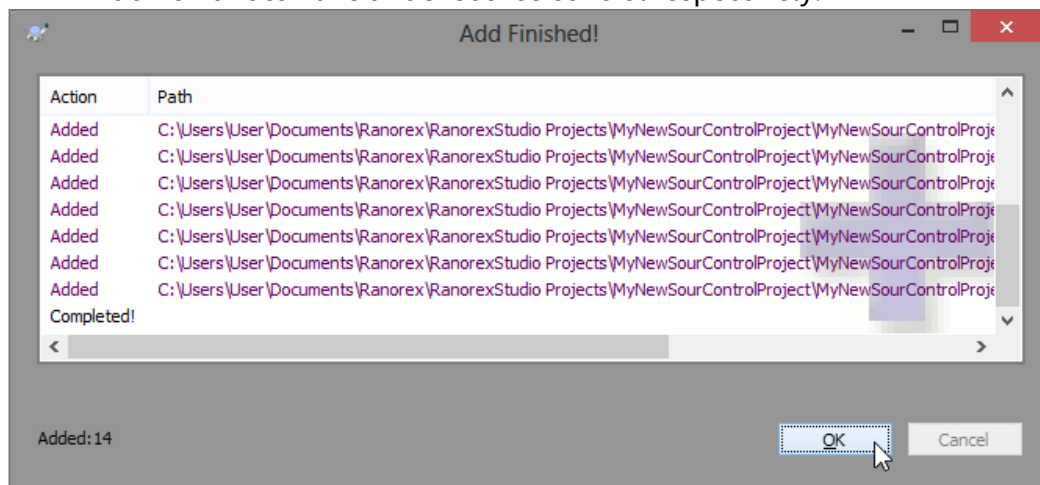 Add Finished!
Action Path
Added C:\Users\User\Documents\Ranorex\RanorexStudio Projects\MyNewSourControlProject\MyNewSourControlProje
Added C:\Users\User\Documents\Ranorex\RanorexStudio Projects\MyNewSourControlProject\MyNewSourControlProje
Added C:\Users\User\Documents\Ranorex\RanorexStudio Projects\MyNewSourControlProject\MyNewSourControlProje
Added C:\Users\User\Documents\Ranorex\RanorexStudio Projects\MyNewSourControlProject\MyNewSourControlProje
Added C:\Users\User\Documents\Ranorex\RanorexStudio Projects\MyNewSourControlProject\MyNewSourControlProje
Added C:\Users\User\Documents\Ranorex\RanorexStudio Projects\MyNewSourControlProject\MyNewSourControlProje
Added C:\Users\User\Documents\Ranorex\RanorexStudio Projects\MyNewSourControlProject\MyNewSourControlProje
Completed!
Added:14
OK Cancel